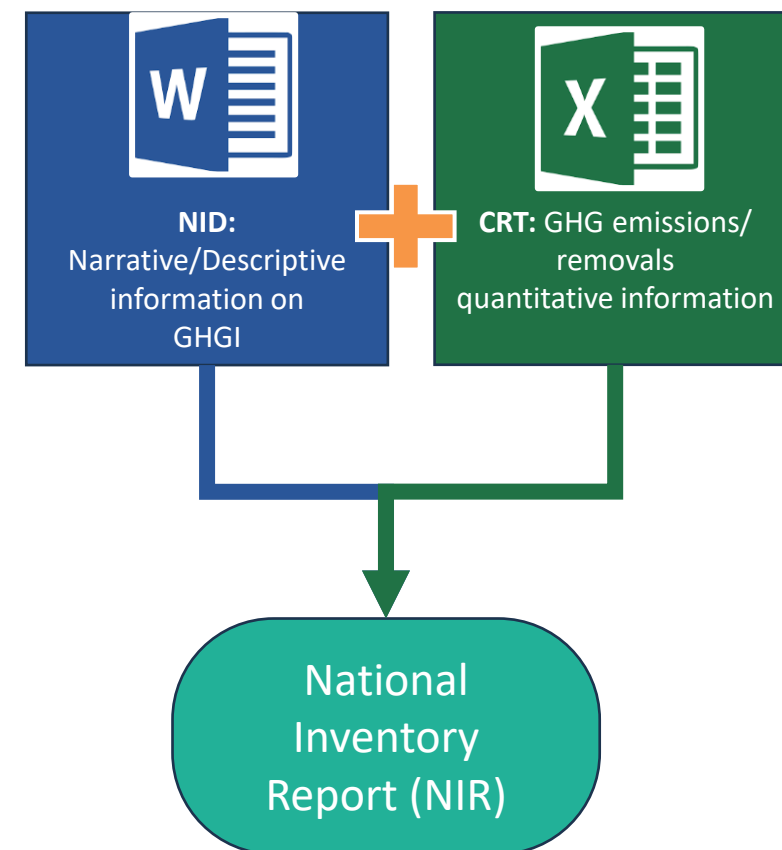 W
NID:
Narrative/Descriptive
information on
GHGI
X
CRT: GHG emissions/
removals
quantitative information
National
Inventory
Report (NIR)